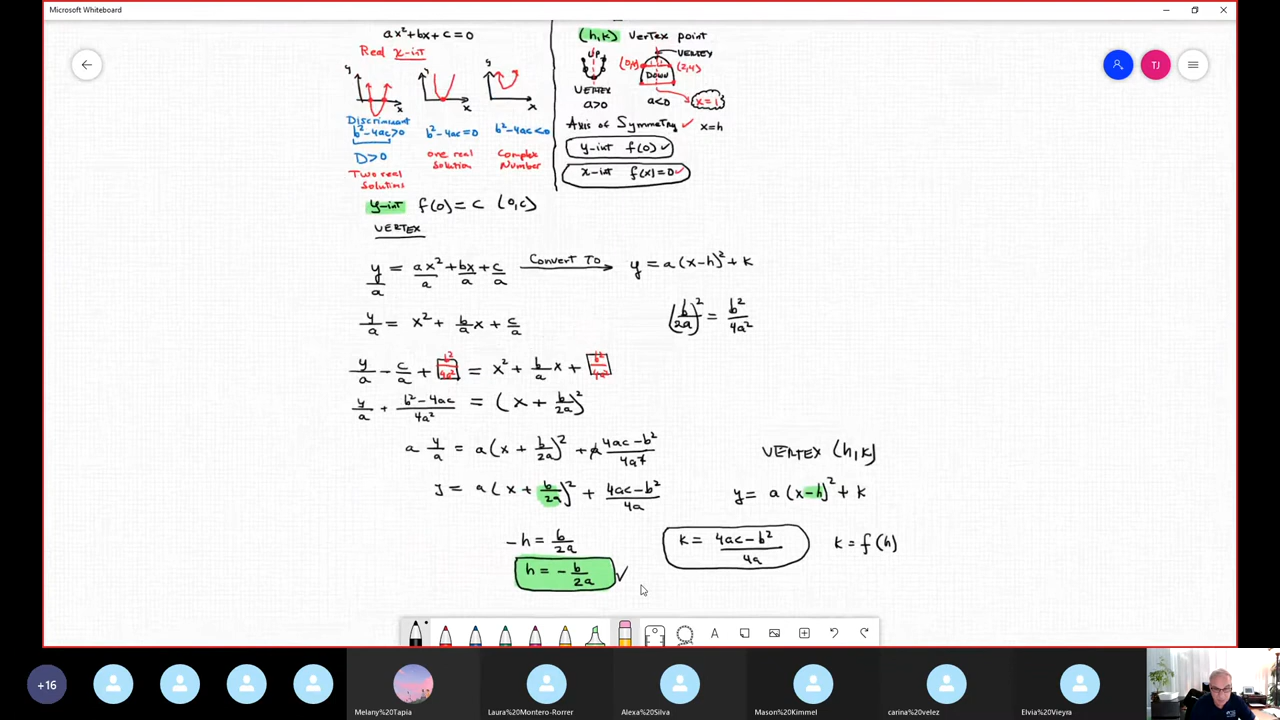 Microsoft Whiteboard
TJ
ax²+bx+c=0
Real x-int
y y y
x x x
Discriminant
b²-4ac>0 b²-4ac=0 b²-4ac<0
D>0
Two real
Solutions
one real
Solution
Complex
Number
y-int f(0)=c (0,c)
VERTEX
(h,k) Vertex point
UP
VERTEX
a>0
VERTEX
(2,4)
DOWN
a<0
x=1
Axis of Symmetry ✓ x=h
y-int f(0) ✓
x-int f(x)=0 ✓
y/a = ax²/a + bx/a + c/a Convert To y = a(x-h)² + k
y/a = x² + b/a x + c/a
(b/2a)² = b²/4a²
y/a - c/a + b²/4a² = x² + b/a x + b²/4a²
y/a + b²-4ac/4a² = (x + b/2a)²
a y/a = a(x + b/2a)² + a 4ac-b²/4a²
VERTEX (h,k)
y = a(x + b/2a)² + 4ac-b²/4a
y = a(x-h)² + k
-h = b/2a
k = 4ac-b²/4a
k = f(h)
h = -b/2a ✓
+16
Melany%20Tapia
Laura%20Montero-Rorrer
Alexa%20Silva
Mason%20Kimmel
carina%20velez
Elvia%20Vieyra